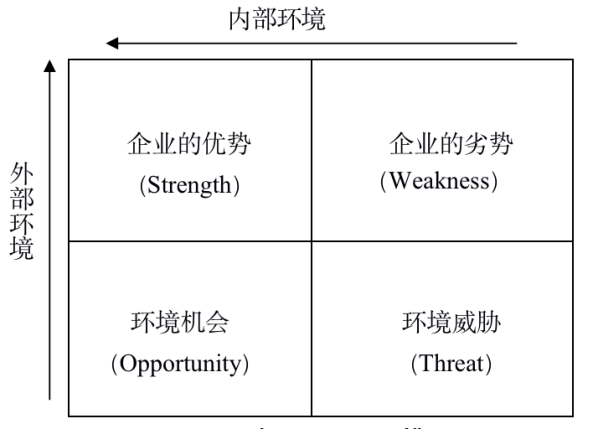 内部环境
外部环境
企业的优势
(Strength)
企业的劣势
(Weakness)
环境机会
(Opportunity)
环境威胁
(Threat)